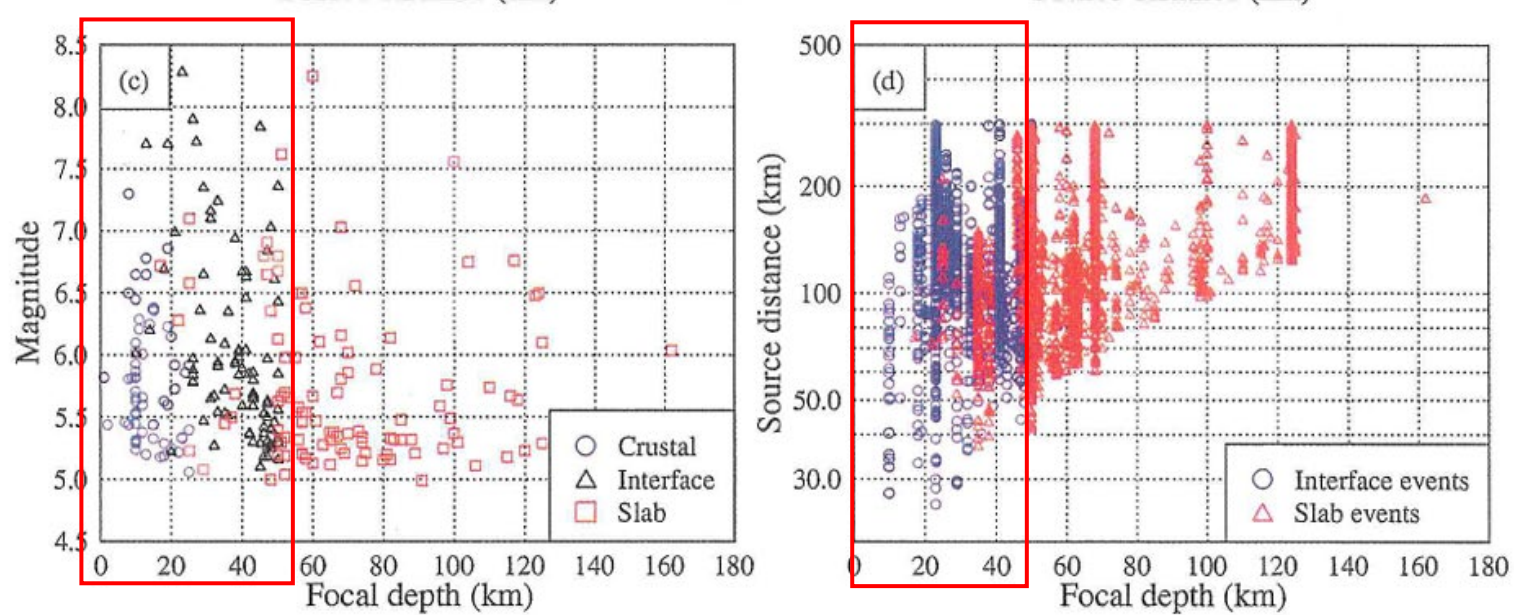 (c)
8.5
8.0
7.5
7.0
6.5
6.0
5.5
5.0
4.5
Magnitude
0 20 40 60 80 100 120 140 160 180
Focal depth (km)
Crustal
Interface
Slab
(d)
500
200
100
50.0
30.0
Source distance (km)
0 20 40 60 80 100 120 140 160 180
Focal depth (km)
Interface events
Slab events